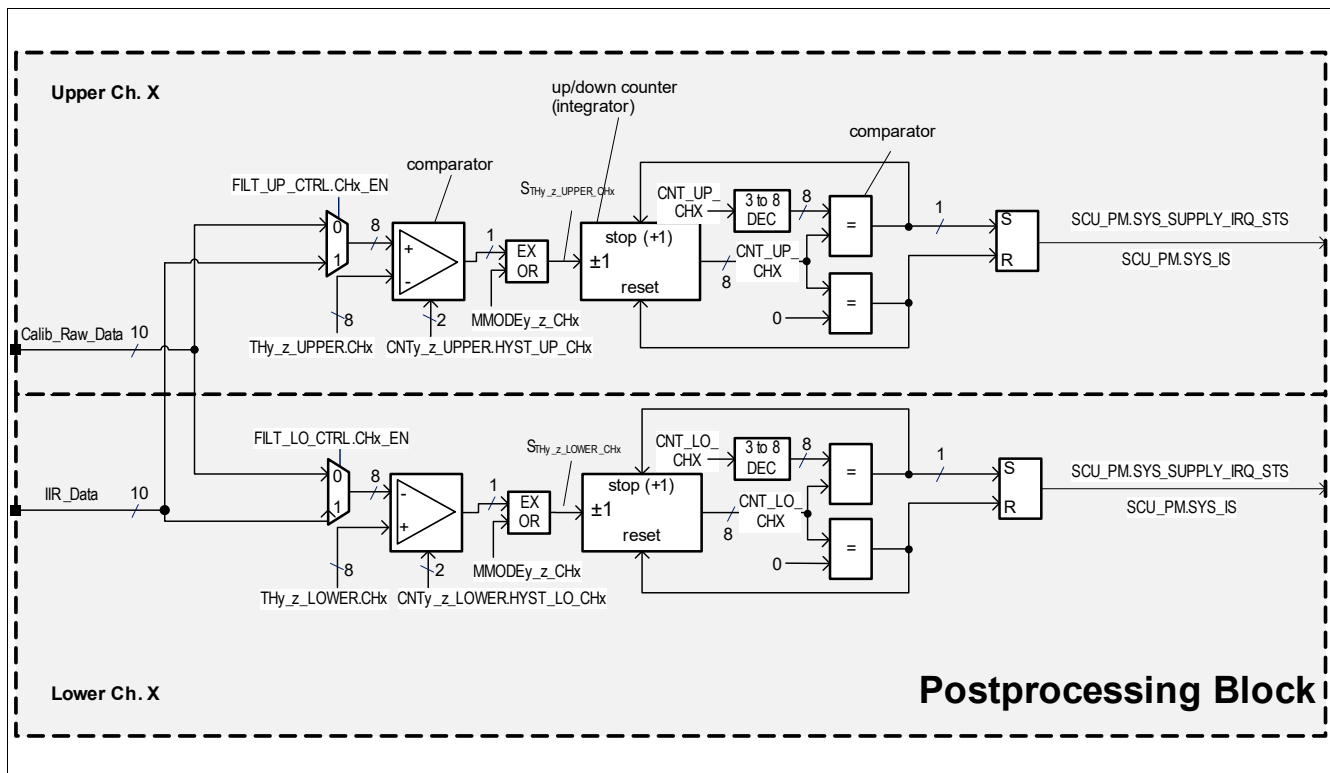 Upper Ch. X
up/down counter
(integrator)
comparator
comparator
FILT_UP_CTRL.CHx_EN
STHy_z_UPPER_CHx
CNT_UP_
CHX
3 to 8
DEC
8
=
1
S
R
SCU_PM.SYS_SUPPLY_IRQ_STS
SCU_PM.SYS_IS
0
1
8
+
-
1
EX
OR
stop (+1)
±1
reset
CNT_UP_
CHX
8
=
0
MMODEy_z_CHx
8
2
THy_z_UPPER.CHx
CNTy_z_UPPER.HYST_UP_CHx
Calib_Raw_Data
10
FILT_LO_CTRL.CHx_EN
STHy_z_LOWER_CHx
CNT_LO_
CHX
3 to 8
DEC
8
=
1
S
R
SCU_PM.SYS_SUPPLY_IRQ_STS
SCU_PM.SYS_IS
IIR_Data
10
0
1
8
-
+
1
EX
OR
stop (+1)
±1
reset
CNT_LO_
CHX
8
=
0
MMODEy_z_CHx
8
2
THy_z_LOWER.CHx
CNTy_z_LOWER.HYST_LO_CHx
Lower Ch. X
Postprocessing Block